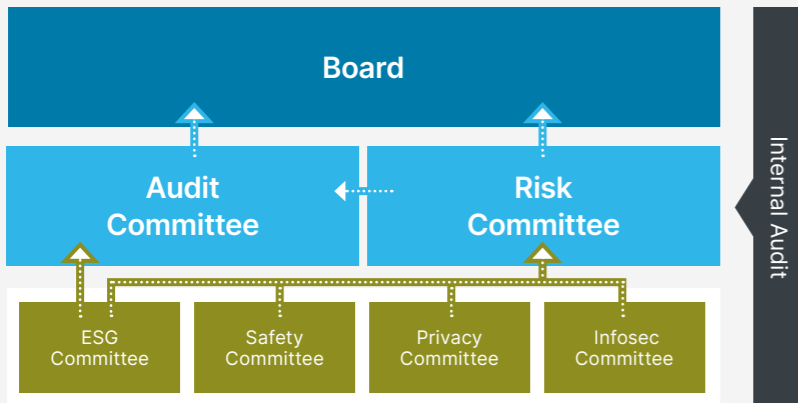 Board
Audit
Committee
Risk
Committee
Internal Audit
ESG
Committee
Safety
Committee
Privacy
Committee
Infosec
Committee